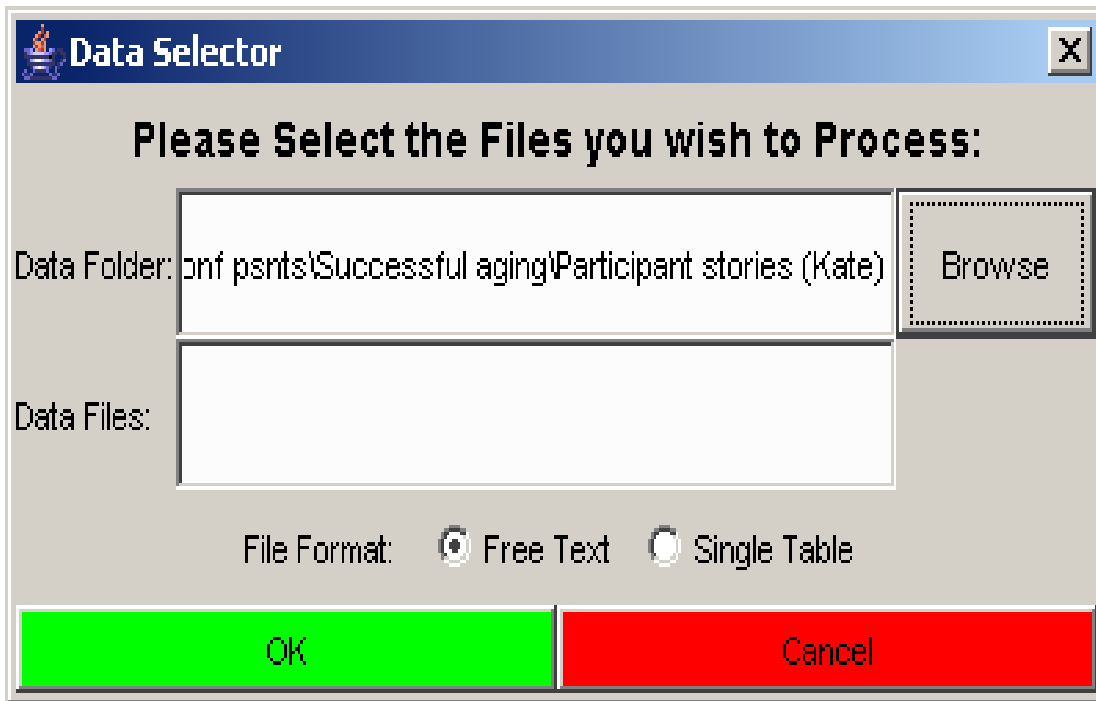 Data Selector
Please Select the Files you wish to Process:
Data Folder: onf psnts\Successful aging\Participant stories (Kate) Browse
Data Files:
File Format: Free Text Single Table
OK Cancel